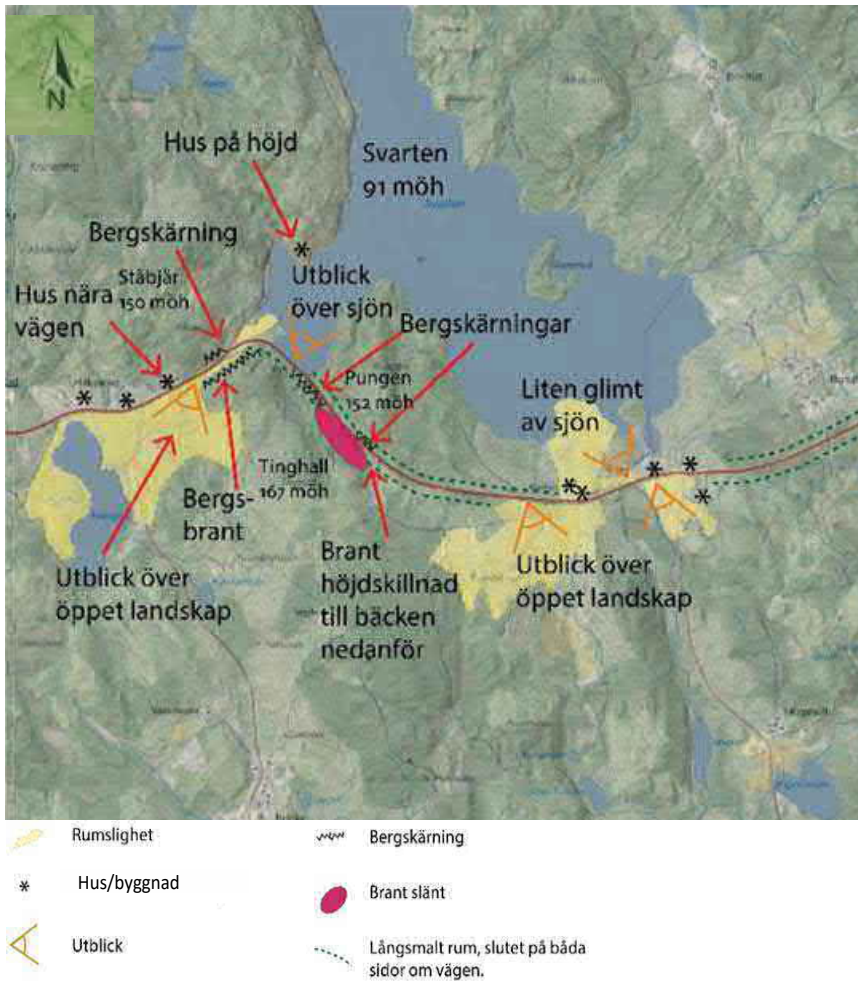 N
Hus på höjd
Svarten
91 möh
Bergskärning
Ståbjär
150 möh
Hus nära
vägen
Utblick
över sjön
Bergskärningar
Pungen
152 möh
Liten glimt
av sjön
Tinghall
167 möh
Bergs-
brant
Utblick över
öppet landskap
Brant
höjdskillnad
till bäcken
nedanför
Utblick över
öppet landskap
Rumslighet
Hus/byggnad
Utblick
Bergskärning
Brant slänt
Långsmalt rum, slutet på båda
sidor om vägen.